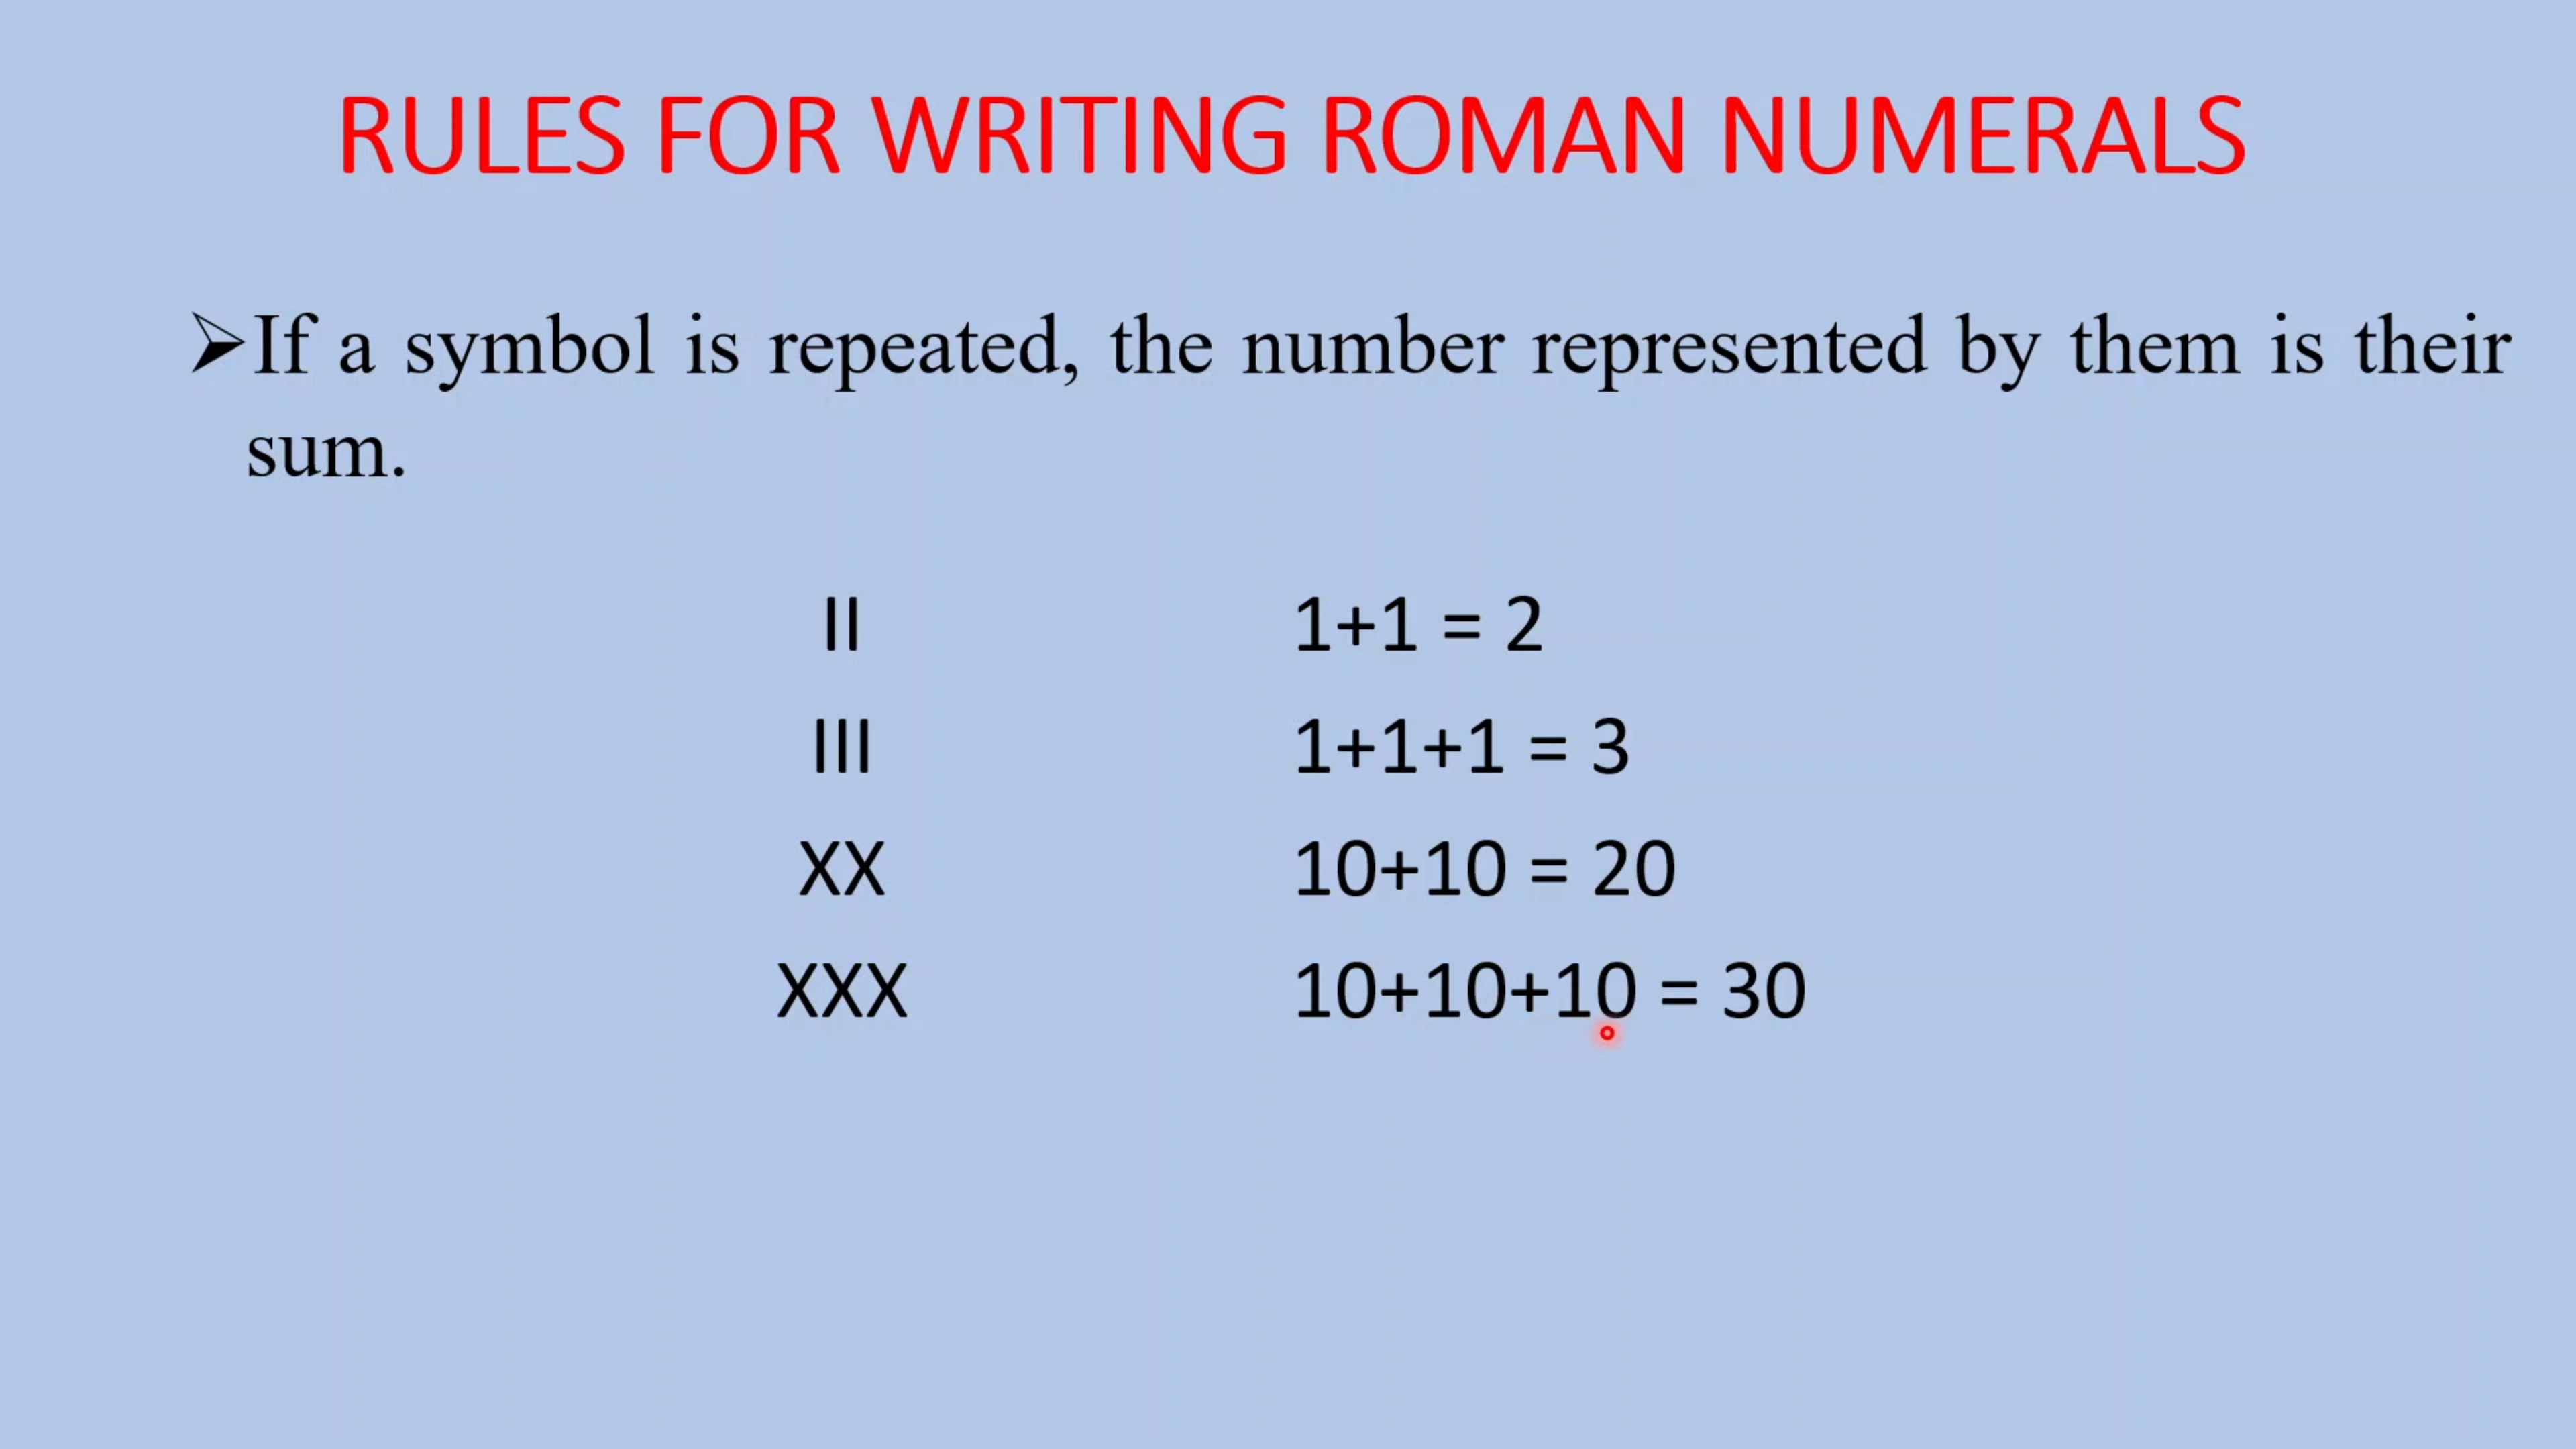 RULES FOR WRITING ROMAN NUMERALS
➢If a symbol is repeated, the number represented by them is their
sum.
II 1+1 = 2
III 1+1+1 = 3
XX 10+10 = 20
XXX 10+10+10 = 30